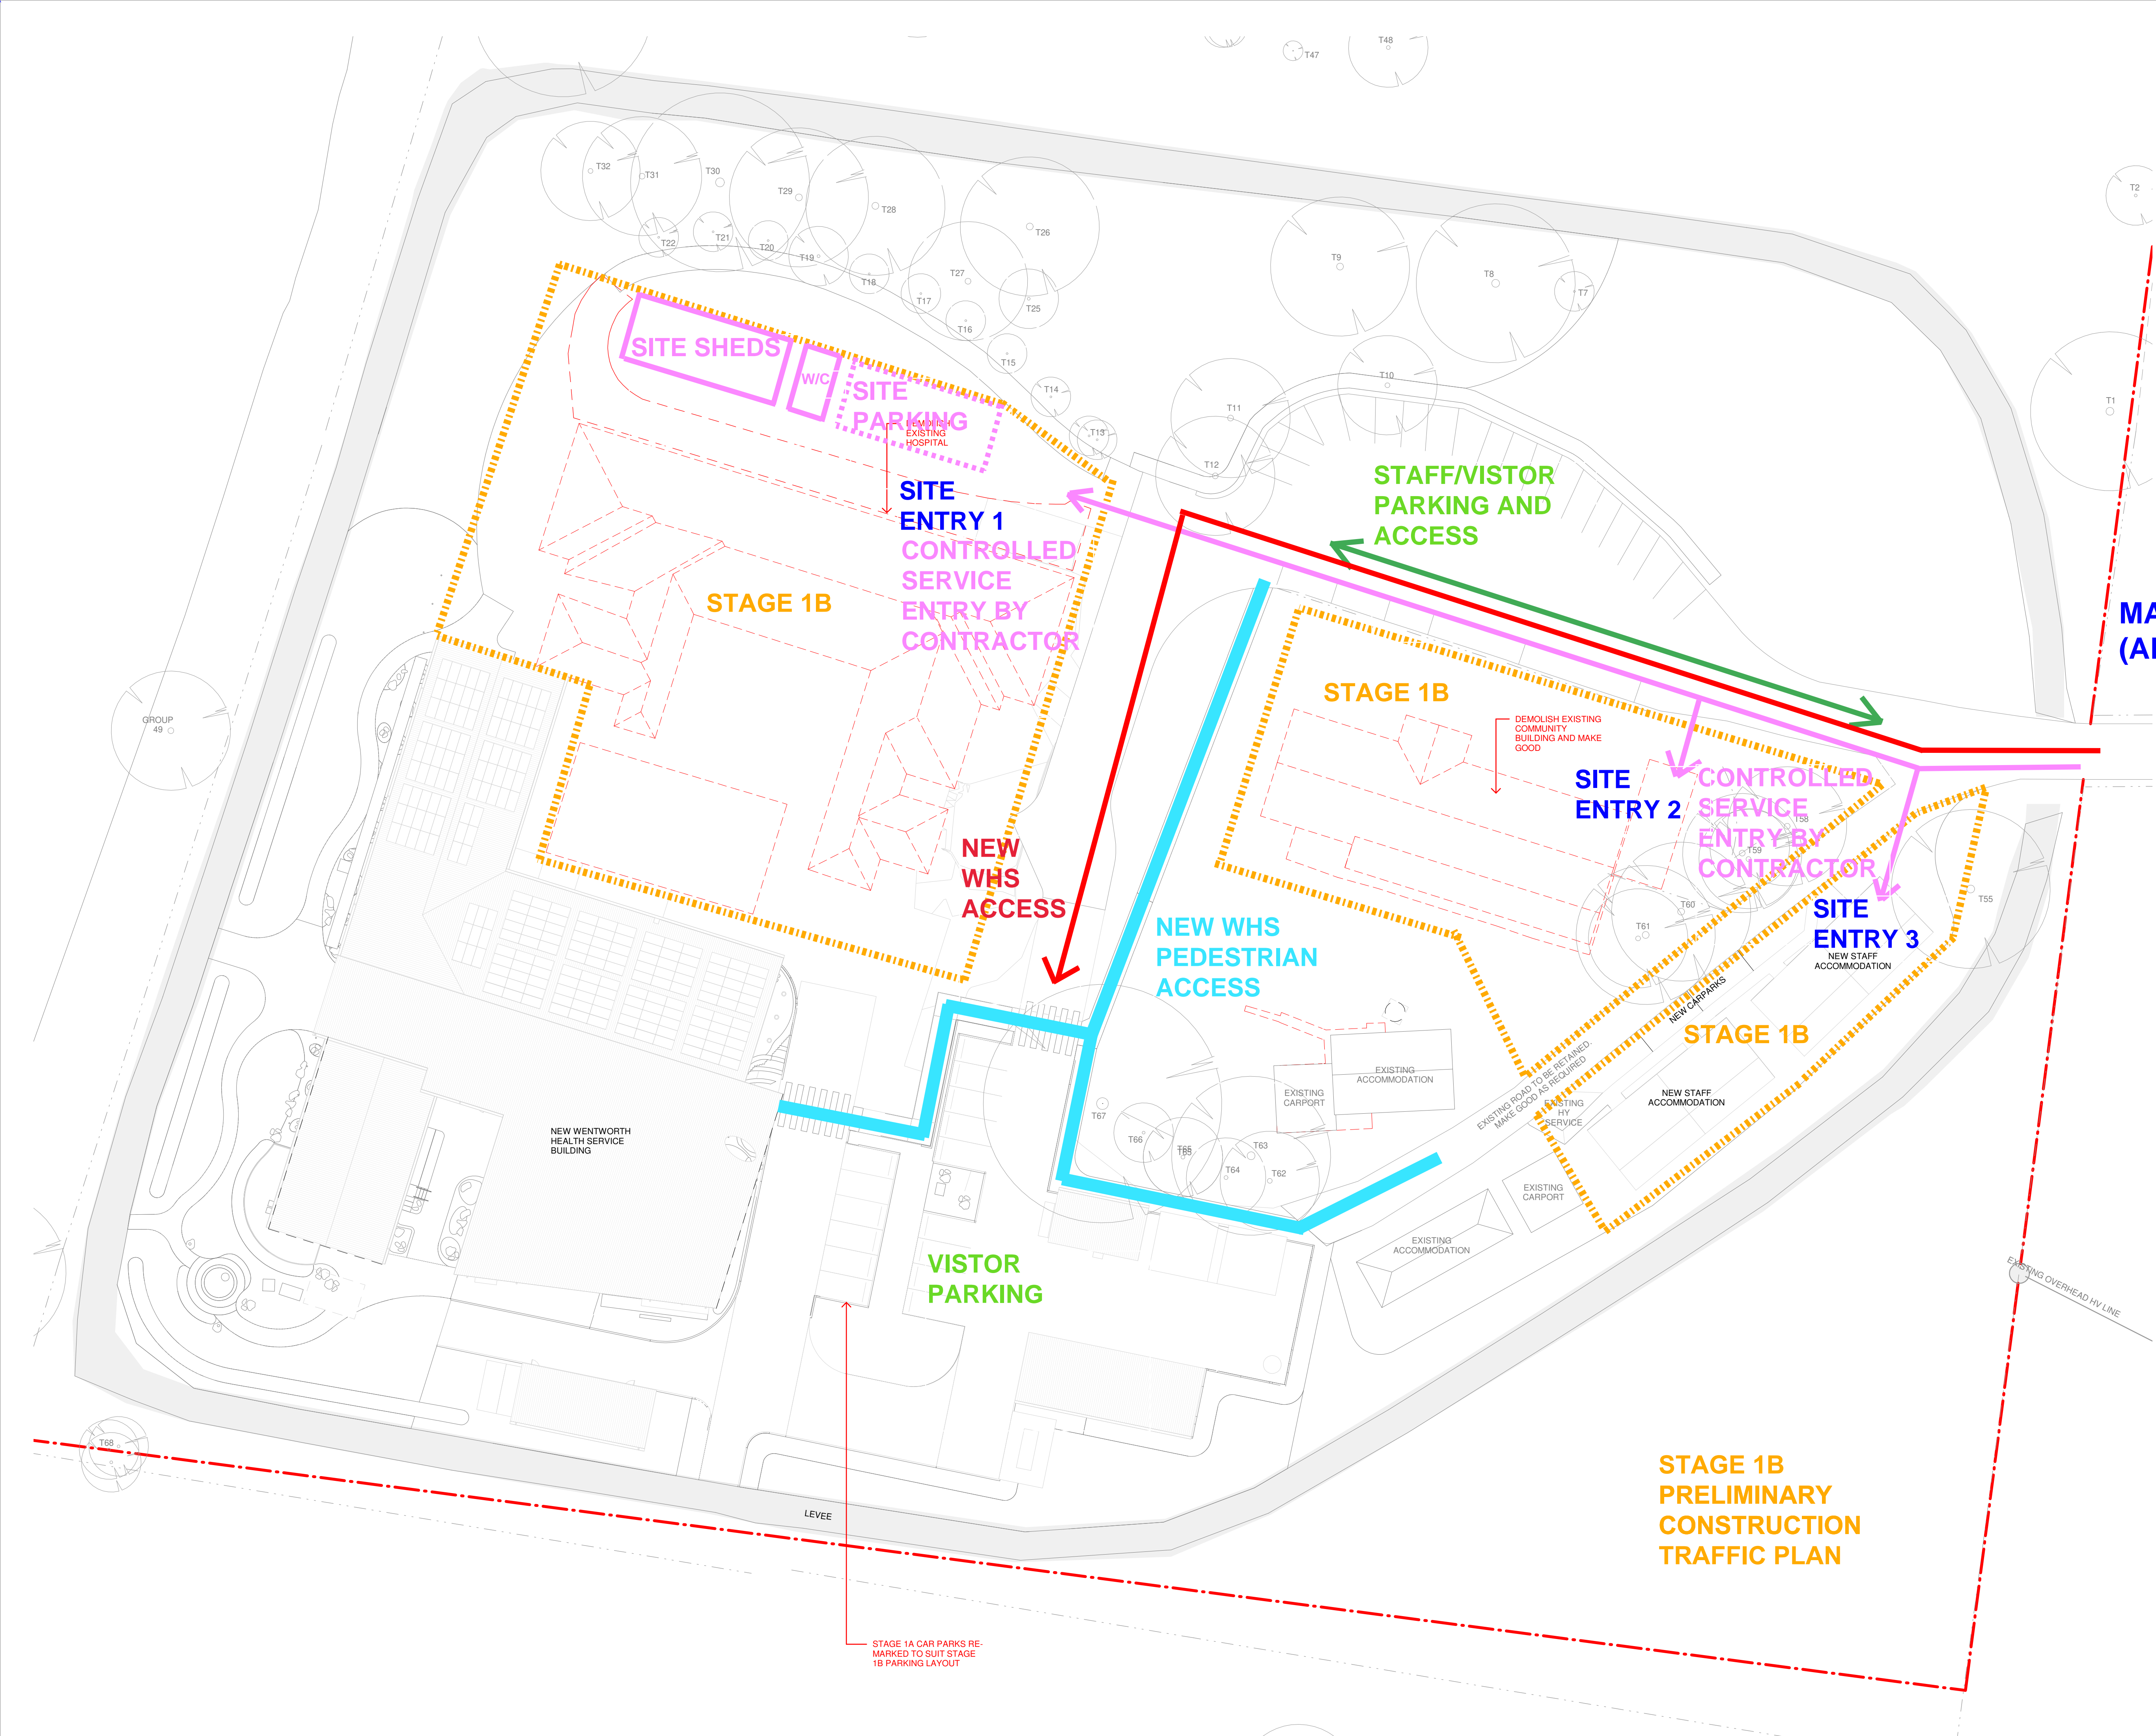 T47
T48
T2
T32
T31
T30
T29
T28
T26
T22
T21
T20
T19
T18
T27
T17
T25
T16
T15
T14
T13
T9
T8
T7
T10
T11
T12
T1
SITE SHEDS
W/C
SITE
PARKING
DEMOLISH
EXISTING
HOSPITAL
SITE
ENTRY 1
CONTROLLED
SERVICE
ENTRY BY
CONTRACTOR
STAFF/VISTOR
PARKING AND
ACCESS
STAGE 1B
MA
(A
STAGE 1B
DEMOLISH EXISTING
COMMUNITY
BUILDING AND MAKE
GOOD
GROUP
49
SITE
ENTRY 2
CONTROLLED
SERVICE
ENTRY BY
CONTRACTOR
T58
T59
T60
T61
T55
NEW
WHS
ACCESS
SITE
ENTRY 3
NEW STAFF
ACCOMMODATION
NEW WHS
PEDESTRIAN
ACCESS
NEW CARPARKS
STAGE 1B
EXISTING
ACCOMMODATION
EXISTING
CARPORT
EXISTING ROAD TO BE RETAINED.
MAKE GOOD AS REQUIRED
EXISTING
HY
SERVICE
NEW STAFF
ACCOMMODATION
T67
T66
T65
T63
T64
T62
NEW WENTWORTH
HEALTH SERVICE
BUILDING
EXISTING
CARPORT
EXISTING
ACCOMMODATION
VISTOR
PARKING
EXISTING OVERHEAD HV LINE
T68
LEVEE
STAGE 1B
PRELIMINARY
CONSTRUCTION
TRAFFIC PLAN
STAGE 1A CAR PARKS RE-
MARKED TO SUIT STAGE
1B PARKING LAYOUT